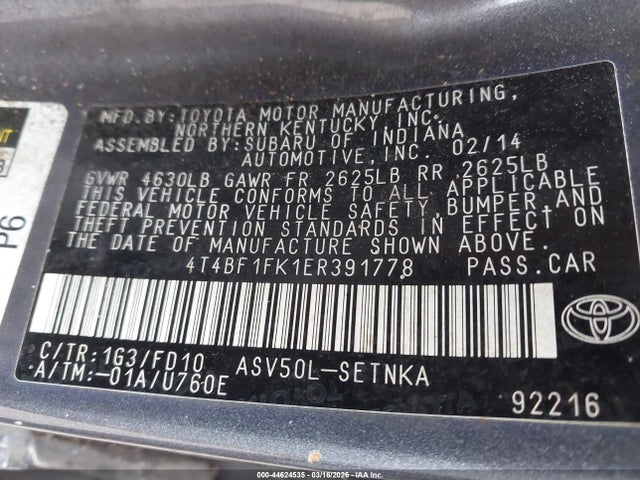 MFD.BY:TOYOTA MOTOR MANUFACTURING,
NORTHERN KENTUCKY,INC.
ASSEMBLED BY:SUBARU OF INDIANA
AUTOMOTIVE,INC. 02/14
GVWR 4630LB GAWR FR 2625LB RR 2625LB
THIS VEHICLE CONFORMS TO ALL APPLICABLE
FEDERAL MOTOR VEHICLE SAFETY,BUMPER,AND
THEFT PREVENTION STANDARDS IN EFFECT ON
THE DATE OF MANUFACTURE SHOWN ABOVE.
4T4BF1FK1ER391778 PASS.CAR
C/TR:1G3/FD10 ASV50L-SETNKA
A/TM:-01A/U760E
92216
TOYOTA
P6
000-44624535 | 03/16/2026 | IAA Inc.